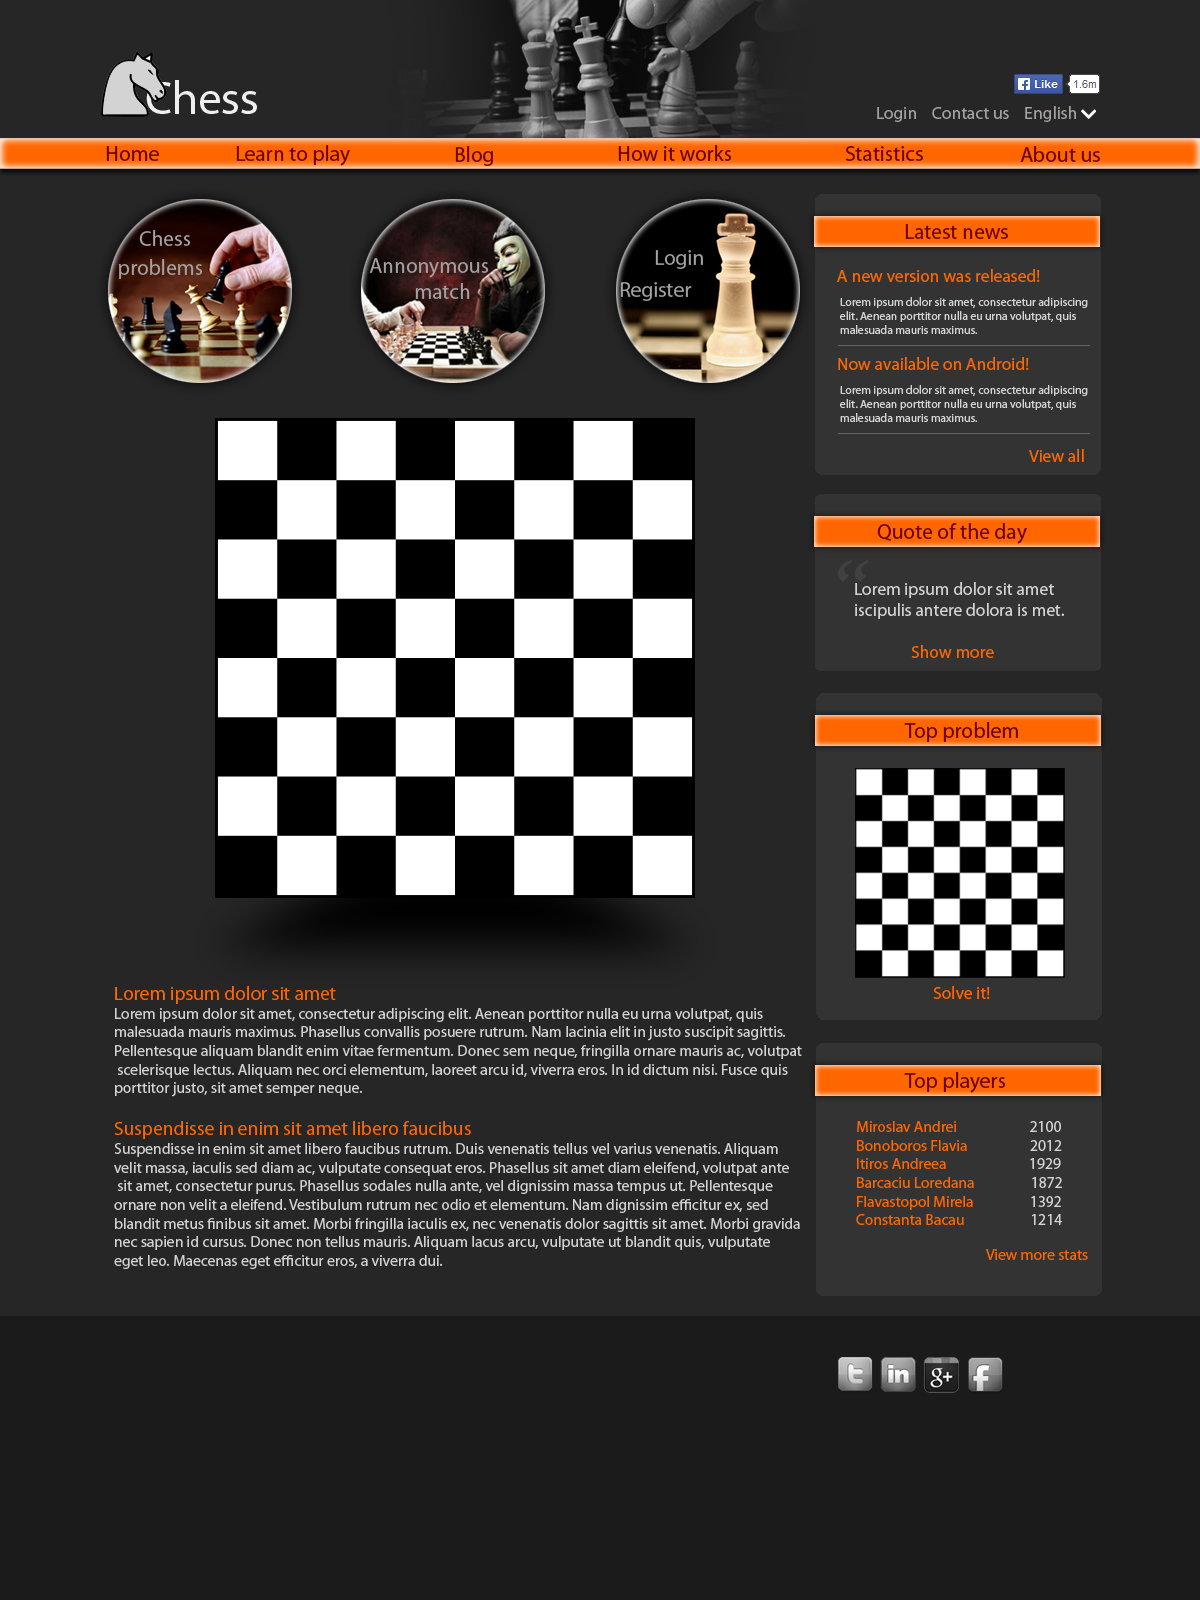 Chess
Like
1.6m
Login
Contact us
English
Home
Learn to play
Blog
How it works
Statistics
About us
Chess
problems
Annonymous
match
Login
Register
Latest news
A new version was released!
Lorem ipsum dolor sit amet, consectetur adipiscing
elit. Aenean porttitor nulla eu urna volutpat, quis
malesuada mauris maximus.
Now available on Android!
Lorem ipsum dolor sit amet, consectetur adipiscing
elit. Aenean porttitor nulla eu urna volutpat, quis
malesuada mauris maximus.
View all
Quote of the day
“
Lorem ipsum dolor sit amet
iscipulis antere dolora is met.
Show more
Top problem
Solve it!
Lorem ipsum dolor sit amet
Lorem ipsum dolor sit amet, consectetur adipiscing elit. Aenean porttitor nulla eu urna volutpat, quis
malesuada mauris maximus. Phasellus convallis posuere rutrum. Nam lacinia elit in justo suscipit sagittis.
Pellentesque aliquam blandit enim vitae fermentum. Donec sem neque, fringilla ornare mauris ac, volutpat
scelerisque lectus. Aliquam nec orci elementum, laoreet arcu id, viverra eros. In id dictum nisi. Fusce quis
porttitor justo, sit amet semper neque.
Suspendisse in enim sit amet libero faucibus
Suspendisse in enim sit amet libero faucibus rutrum. Duis venenatis tellus vel varius venenatis. Aliquam
velit massa, iaculis sed diam ac, vulputate consequat eros. Phasellus sit amet diam eleifend, volutpat ante
sit amet, consectetur purus. Phasellus sodales nulla ante, vel dignissim massa tempus ut. Pellentesque
ornare non velit a eleifend. Vestibulum rutrum nec odio et elementum. Nam dignissim efficitur ex, sed
blandit metus finibus sit amet. Morbi fringilla iaculis ex, nec venenatis dolor sagittis sit amet. Morbi gravida
nec sapien id cursus. Donec non tellus mauris. Aliquam lacus arcu, vulputate ut blandit quis, vulputate
eget leo. Maecenas eget efficitur eros, a viverra dui.
Top players
Miroslav Andrei 2100
Bonoboros Flavia 2012
Itiros Andreea 1929
Barcaciu Loredana 1872
Flavastopol Mirela 1392
Constanta Bacau 1214
View more stats
t
in
g+
f